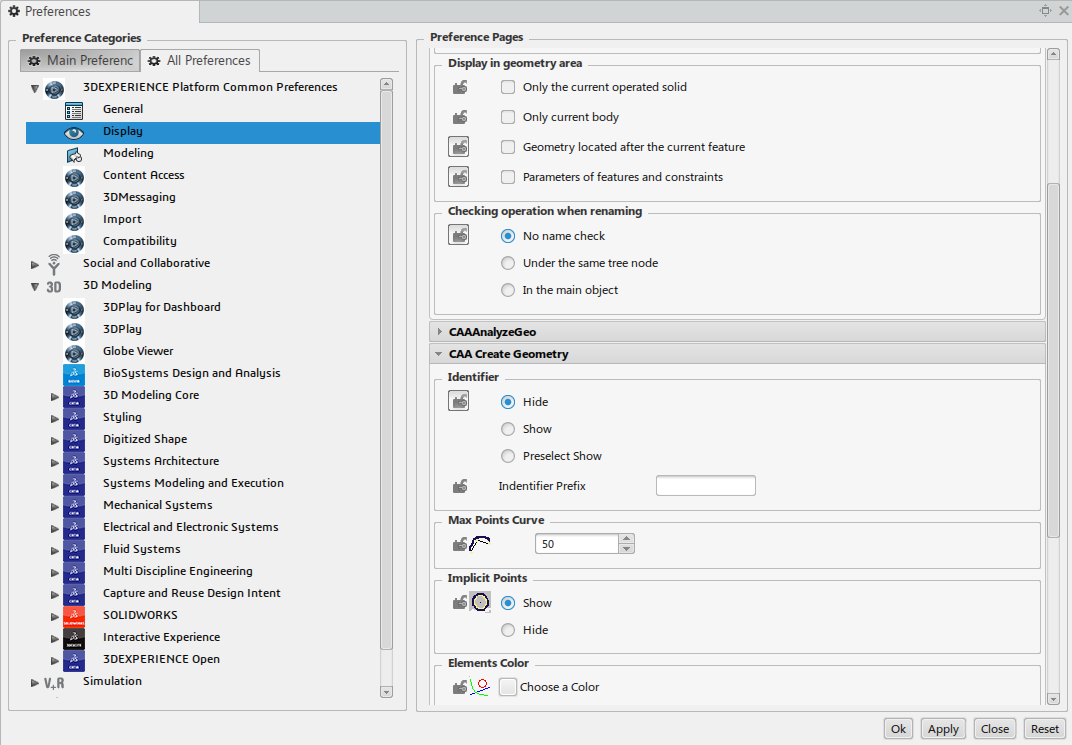 Preferences
Preference Categories
Main Preferenc
All Preferences
3DEXPERIENCE Platform Common Preferences
General
Display
Modeling
Content Access
3DMessaging
Import
Compatibility
Social and Collaborative
3D
3D Modeling
3DPlay for Dashboard
3DPlay
Globe Viewer
BioSystems Design and Analysis
3D Modeling Core
Styling
Digitized Shape
Systems Architecture
Systems Modeling and Execution
Mechanical Systems
Electrical and Electronic Systems
Fluid Systems
Multi Discipline Engineering
Capture and Reuse Design Intent
SOLIDWORKS
Interactive Experience
3DEXPERIENCE Open
V+R
Simulation
Preference Pages
Display in geometry area
Only the current operated solid
Only current body
Geometry located after the current feature
Parameters of features and constraints
Checking operation when renaming
No name check
Under the same tree node
In the main object
CAAAnalyzeGeo
CAA Create Geometry
Identifier
Hide
Show
Preselect Show
Indentifier Prefix
Max Points Curve
50
Implicit Points
Show
Hide
Elements Color
Choose a Color
Ok
Apply
Close
Reset